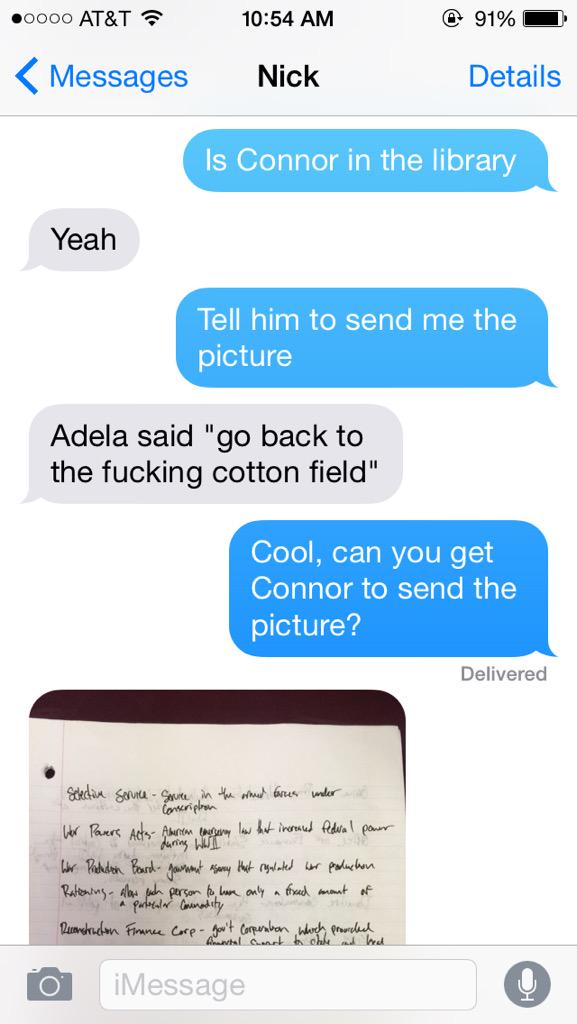 AT&T 10:54 AM 91%
Messages Nick Details
Is Connor in the library
Yeah
Tell him to send me the
picture
Adela said "go back to
the fucking cotton field"
Cool, can you get
Connor to send the
picture?
Delivered
Selective Service - Service in the armed forces under
Conscription
War Powers Acts - American emergency law that increased federal power
during WWII
War Production Board - government agency that regulated war production
Rationing - allow each person to have only a fixed amount of
a particular commodity
Reconstruction Finance Corp - gov't corporation which provided
financial support to state and local
iMessage